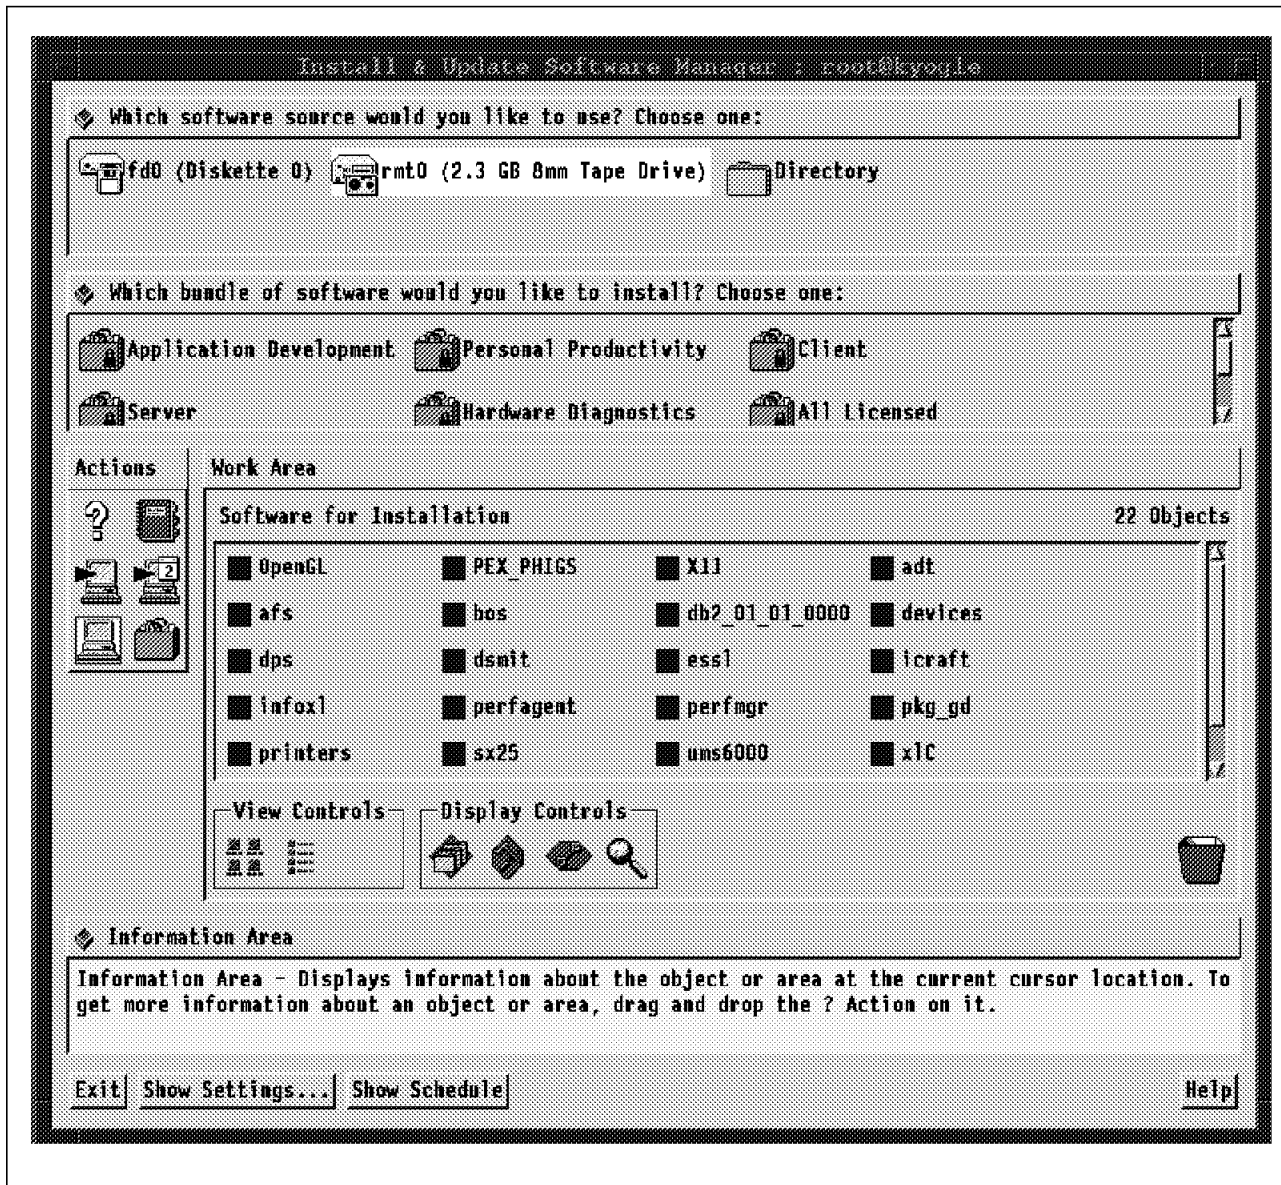 Install & Update Software Manager : root@kyogle
Which software source would you like to use? Choose one:
fd0 (Diskette 0) rmt0 (2.3 GB 8mm Tape Drive) Directory
Which bundle of software would you like to install? Choose one:
Application Development Personal Productivity Client
Server Hardware Diagnostics All Licensed
Actions Work Area
Software for Installation 22 Objects
OpenGL PEX_PHIGS X11 adt
afs bos db2_01_01_0000 devices
dps dsmit essl icraft
infoxl perfagent perfmgr pkg_gd
printers sx25 ums6000 xlC
View Controls Display Controls
Information Area
Information Area - Displays information about the object or area at the current cursor location. To
get more information about an object or area, drag and drop the ? Action on it.
Exit Show Settings... Show Schedule Help